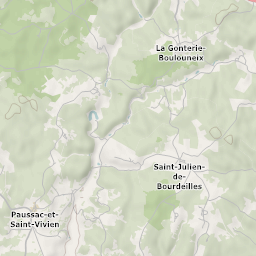 La Gonterie-
Boulouneix
Saint-Julien-
de-
Bourdeilles
Paussac-et-
Saint-Vivien